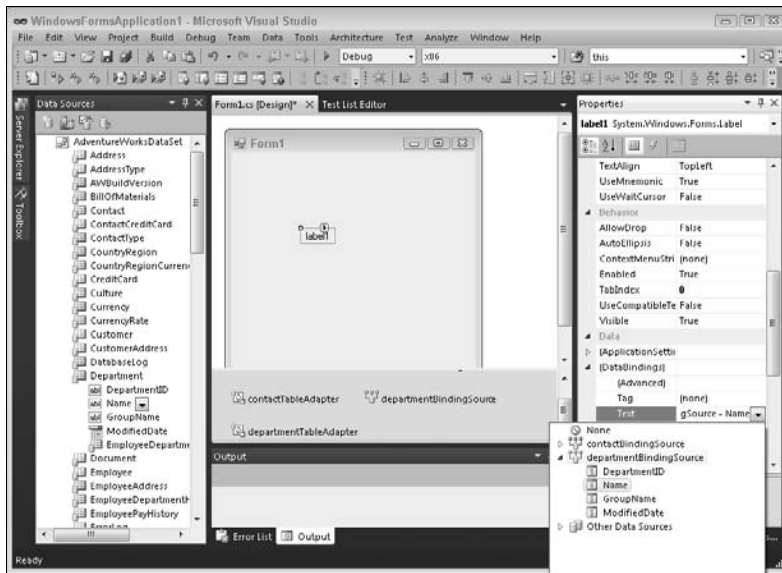 WindowsFormsApplication1 - Microsoft Visual Studio
File Edit View Project Build Debug Team Data Tools Architecture Test Analyze Window Help
Debug x86 this
Server Explorer
Toolbox
Data Sources
AdventureWorksDataSet
Address
AddressType
AWBuildVersion
BillOfMaterials
Contact
ContactCreditCard
ContactType
CountryRegion
CountryRegionCurren
CreditCard
Culture
Currency
CurrencyRate
Customer
CustomerAddress
DatabaseLog
Department
DepartmentID
Name
GroupName
ModifiedDate
EmployeeDepartme
Document
Employee
EmployeeAddress
EmployeeDepartmentH
EmployeePayHistory
ErrorLog
Form1.cs [Design]* Test List Editor
Form1
label1
contactTableAdapter departmentBindingSource
departmentTableAdapter
Output
Error List Output
Properties
label1 System.Windows.Forms.Label
TextAlign TopLeft
UseMnemonic True
UseWaitCursor False
Behavior
AllowDrop False
AutoEllipsis False
ContextMenuStri (none)
Enabled True
TabIndex 0
UseCompatibleTe False
Visible True
Data
(ApplicationSettin
(DataBindings)
(Advanced)
Tag (none)
Text gSource - Name
None
contactBindingSource
departmentBindingSource
DepartmentID
Name
GroupName
ModifiedDate
Other Data Sources
Ready